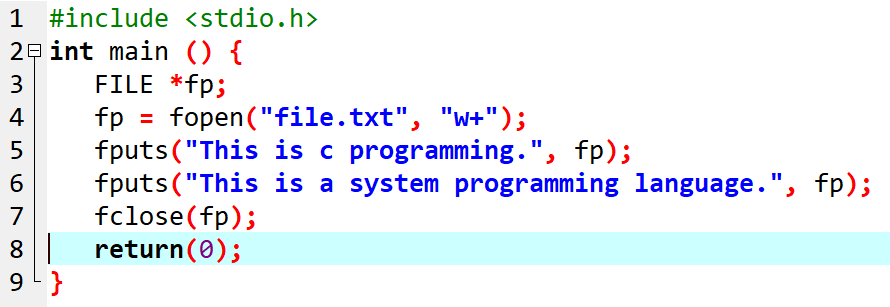 1 #include <stdio.h>
2 int main () {
3    FILE *fp;
4    fp = fopen("file.txt", "w+");
5    fputs("This is c programming.", fp);
6    fputs("This is a system programming language.", fp);
7    fclose(fp);
8    return(0);
9 }